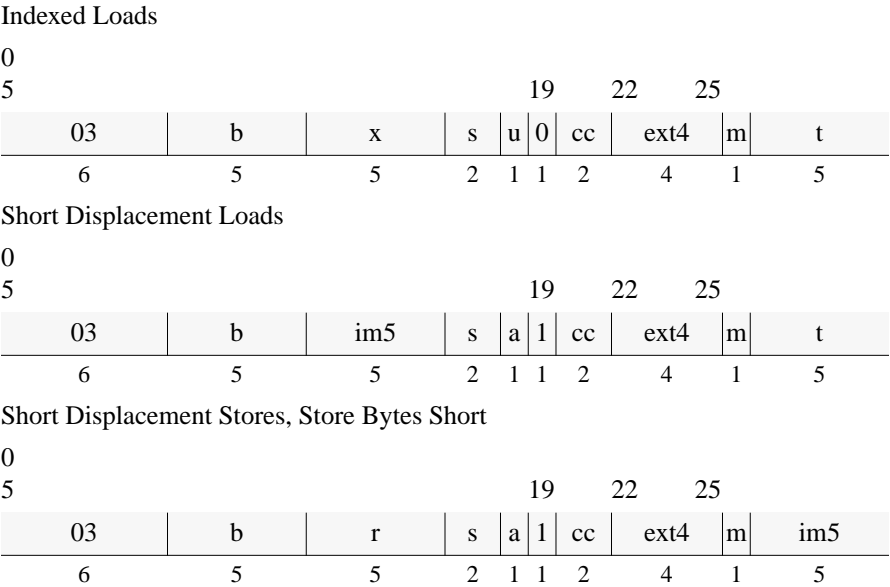 Indexed Loads
0
5 19 22 25
03 b x s u 0 cc ext4 m t
6 5 5 2 1 1 2 4 1 5
Short Displacement Loads
0
5 19 22 25
03 b im5 s a 1 cc ext4 m t
6 5 5 2 1 1 2 4 1 5
Short Displacement Stores, Store Bytes Short
0
5 19 22 25
03 b r s a 1 cc ext4 m im5
6 5 5 2 1 1 2 4 1 5